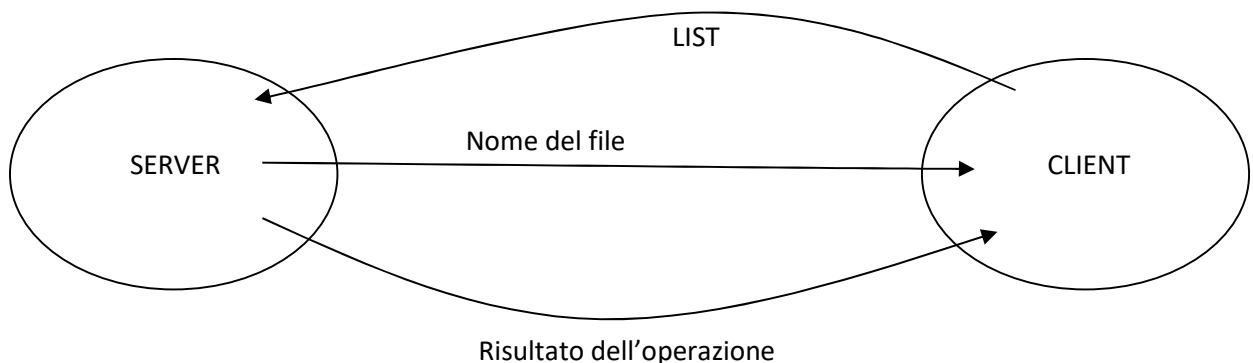 LIST
Nome del file
SERVER
CLIENT
Risultato dell’operazione